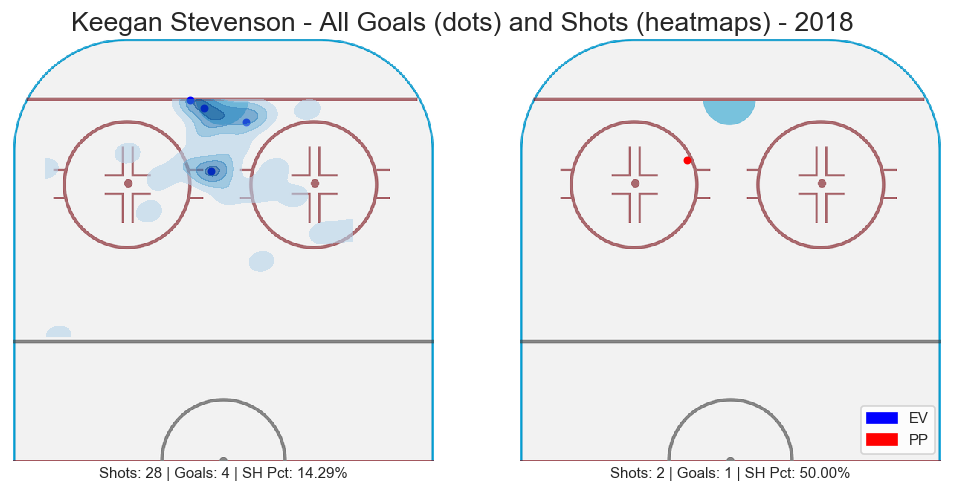 Keegan Stevenson - All Goals (dots) and Shots (heatmaps) - 2018
EV
PP
Shots: 28 | Goals: 4 | SH Pct: 14.29%
Shots: 2 | Goals: 1 | SH Pct: 50.00%